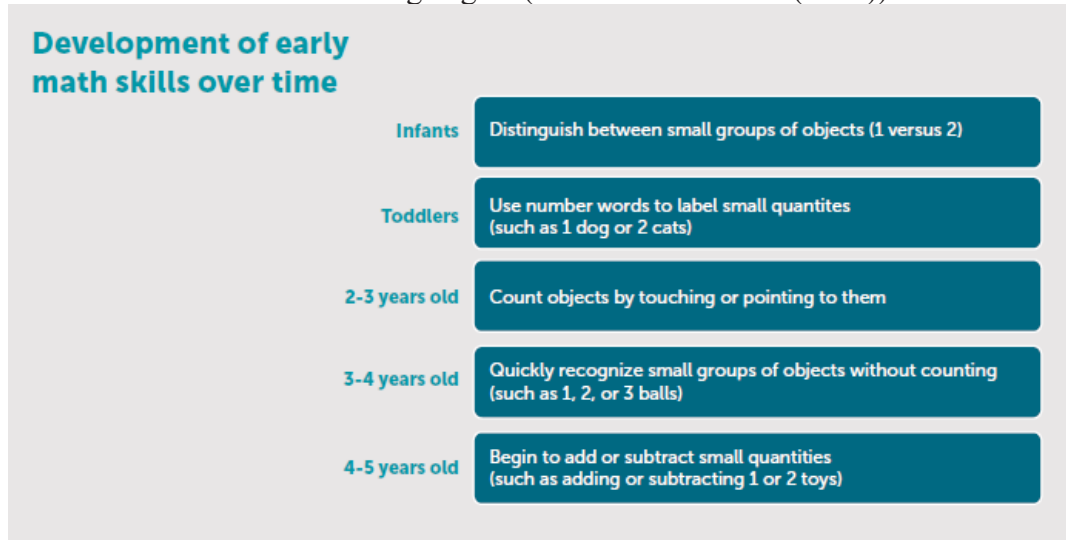 Development of early
math skills over time
Infants
Distinguish between small groups of objects (1 versus 2)
Toddlers
Use number words to label small quantites
(such as 1 dog or 2 cats)
2-3 years old
Count objects by touching or pointing to them
3-4 years old
Quickly recognize small groups of objects without counting
(such as 1, 2, or 3 balls)
4-5 years old
Begin to add or subtract small quantities
(such as adding or subtracting 1 or 2 toys)